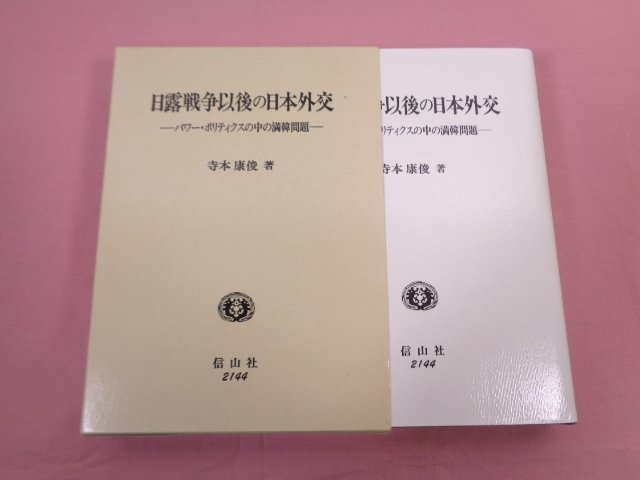 日露戦争以後の日本外交
―パワー・ポリティクスの中の満韓問題―
寺本 康俊 著
信山社
2144
争以後の日本外交
リティクスの中の満韓問題―
寺本 康俊 著
信山社
2144